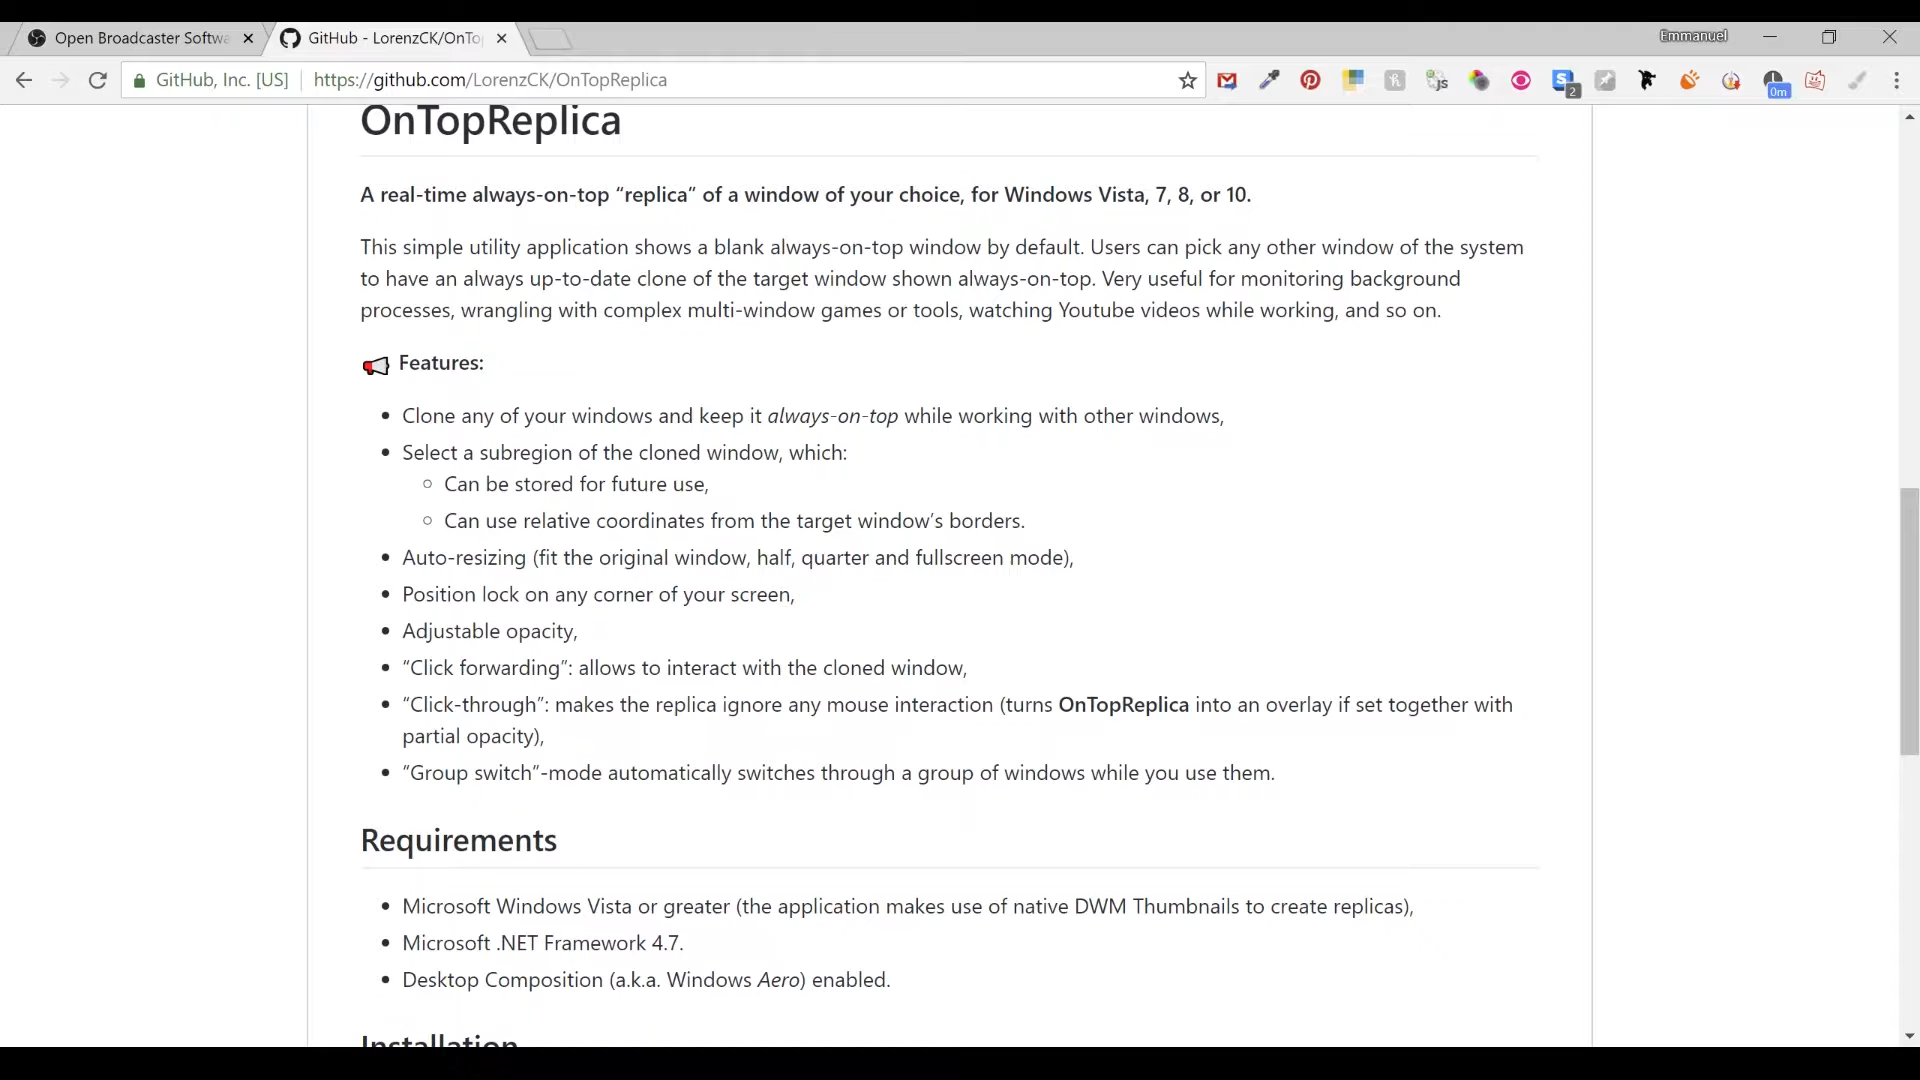 Open Broadcaster Softwa
GitHub - LorenzCK/OnTo
Emmanuel
GitHub, Inc. [US]
https://github.com/LorenzCK/OnTopReplica
js
2
0m
OnTopReplica
A real-time always-on-top “replica” of a window of your choice, for Windows Vista, 7, 8, or 10.
This simple utility application shows a blank always-on-top window by default. Users can pick any other window of the system
to have an always up-to-date clone of the target window shown always-on-top. Very useful for monitoring background
processes, wrangling with complex multi-window games or tools, watching Youtube videos while working, and so on.
Features:
Clone any of your windows and keep it always-on-top while working with other windows,
Select a subregion of the cloned window, which:
Can be stored for future use,
Can use relative coordinates from the target window’s borders.
Auto-resizing (fit the original window, half, quarter and fullscreen mode),
Position lock on any corner of your screen,
Adjustable opacity,
“Click forwarding”: allows to interact with the cloned window,
“Click-through”: makes the replica ignore any mouse interaction (turns OnTopReplica into an overlay if set together with
partial opacity),
“Group switch”-mode automatically switches through a group of windows while you use them.
Requirements
Microsoft Windows Vista or greater (the application makes use of native DWM Thumbnails to create replicas),
Microsoft .NET Framework 4.7.
Desktop Composition (a.k.a. Windows Aero) enabled.
Installation